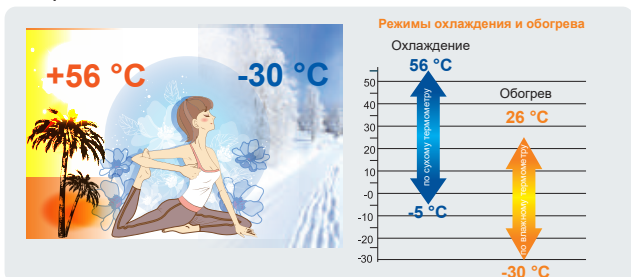 +56 °C
-30 °C
Режимы охлаждения и обогрева
Охлаждение
56 °C
Обогрев
26 °C
50
40
30
20
10
-0
-10
-20
-30
по сухому термометру
по влажному термометру
-5 °C
-30 °C